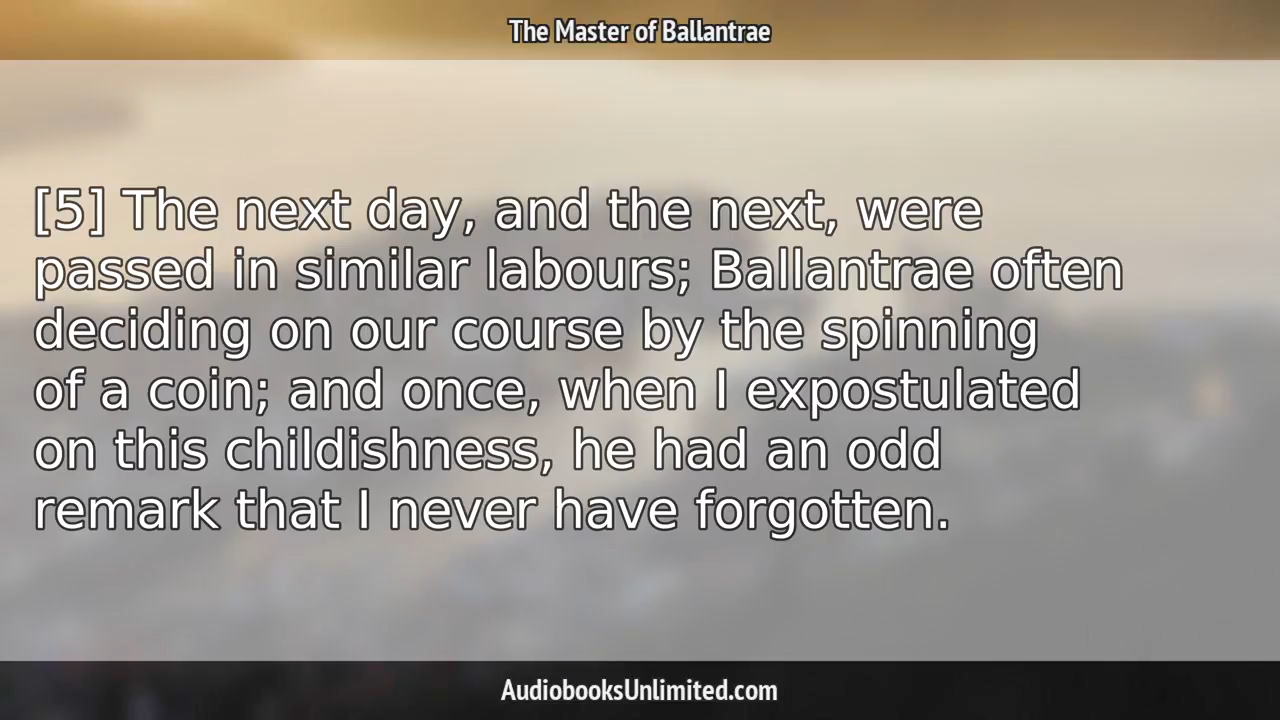 The Master of Ballantrae
[5] The next day, and the next, were
passed in similar labours; Ballantrae often
deciding on our course by the spinning
of a coin; and once, when I expostulated
on this childishness, he had an odd
remark that I never have forgotten.
AudiobooksUnlimited.com